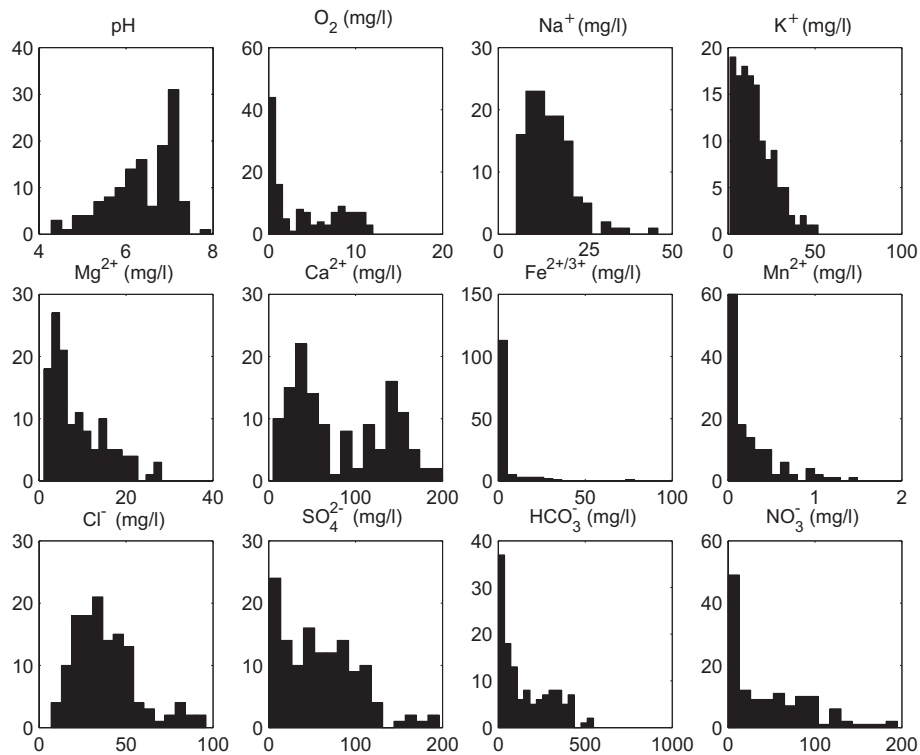 pH O₂ (mg/l) Na⁺ (mg/l) K⁺ (mg/l)
40 60 30 20
30 15
40 20
20 10
20 10
10 5
0 0 0 0
4 6 8 0 10 20 0 25 50 0 50 100
Mg²⁺ (mg/l) Ca²⁺ (mg/l) Fe²⁺/³⁺ (mg/l) Mn²⁺ (mg/l)
30 30 150 60
20 20 100 40
10 10 50 20
0 0 0 0
0 20 40 0 100 200 0 50 100 0 1 2
Cl⁻ (mg/l) SO₄²⁻ (mg/l) HCO₃⁻ (mg/l) NO₃⁻ (mg/l)
30 30 40 60
30
20 20 40
20
10 10 20
10
0 0 0 0
0 50 100 0 100 200 0 500 1000 0 100 200